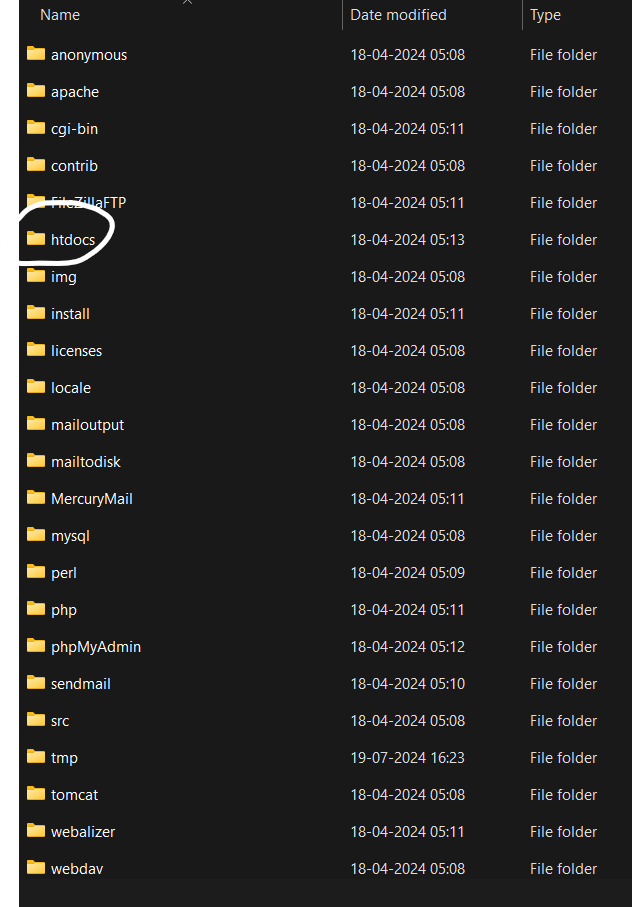 Name Date modified Type
anonymous 18-04-2024 05:08 File folder
apache 18-04-2024 05:08 File folder
cgi-bin 18-04-2024 05:11 File folder
contrib 18-04-2024 05:08 File folder
FileZillaFTP 18-04-2024 05:11 File folder
htdocs 18-04-2024 05:13 File folder
img 18-04-2024 05:08 File folder
install 18-04-2024 05:11 File folder
licenses 18-04-2024 05:08 File folder
locale 18-04-2024 05:08 File folder
mailoutput 18-04-2024 05:08 File folder
mailtodisk 18-04-2024 05:08 File folder
MercuryMail 18-04-2024 05:11 File folder
mysql 18-04-2024 05:08 File folder
perl 18-04-2024 05:09 File folder
php 18-04-2024 05:11 File folder
phpMyAdmin 18-04-2024 05:12 File folder
sendmail 18-04-2024 05:10 File folder
src 18-04-2024 05:08 File folder
tmp 19-07-2024 16:23 File folder
tomcat 18-04-2024 05:08 File folder
webalizer 18-04-2024 05:11 File folder
webdav 18-04-2024 05:08 File folder